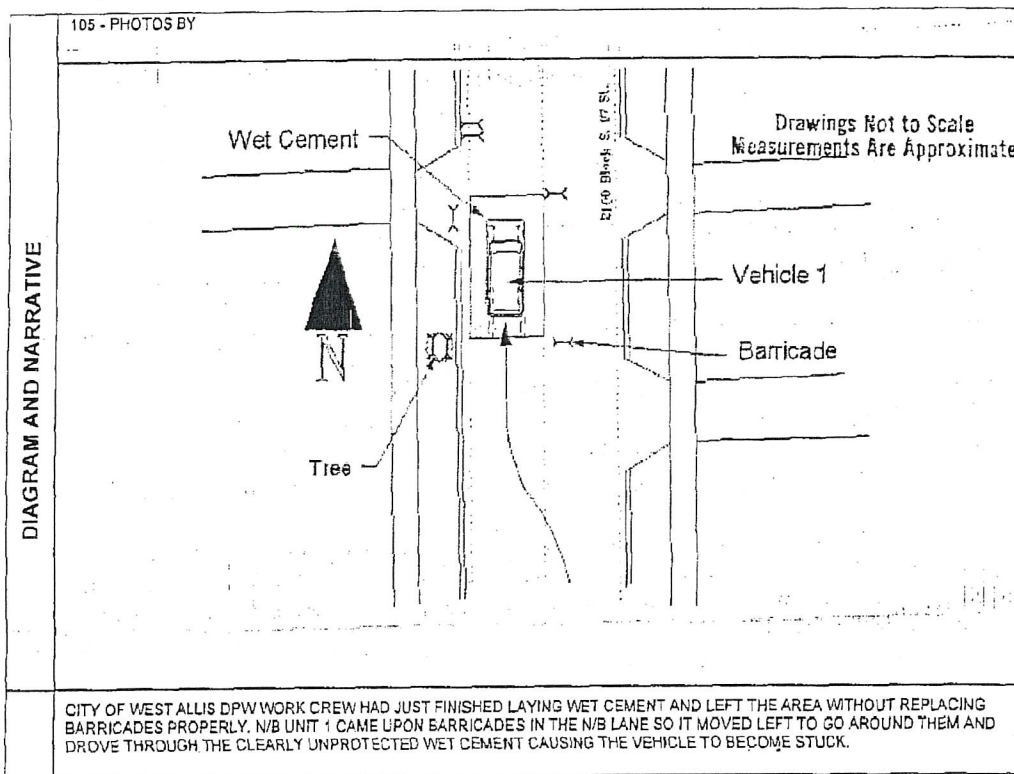 105 - PHOTOS BY
DIAGRAM AND NARRATIVE
Wet Cement
Drawings Not to Scale
Measurements Are Approximate
Block S. St.
Vehicle 1
Barricade
N
Tree
CITY OF WEST ALLIS DPW WORK CREW HAD JUST FINISHED LAYING WET CEMENT AND LEFT THE AREA WITHOUT REPLACING
BARRICADES PROPERLY. N/B UNIT 1 CAME UPON BARRICADES IN THE N/B LANE SO IT MOVED LEFT TO GO AROUND THEM AND
DROVE THROUGH THE CLEARLY UNPROTECTED WET CEMENT CAUSING THE VEHICLE TO BECOME STUCK.